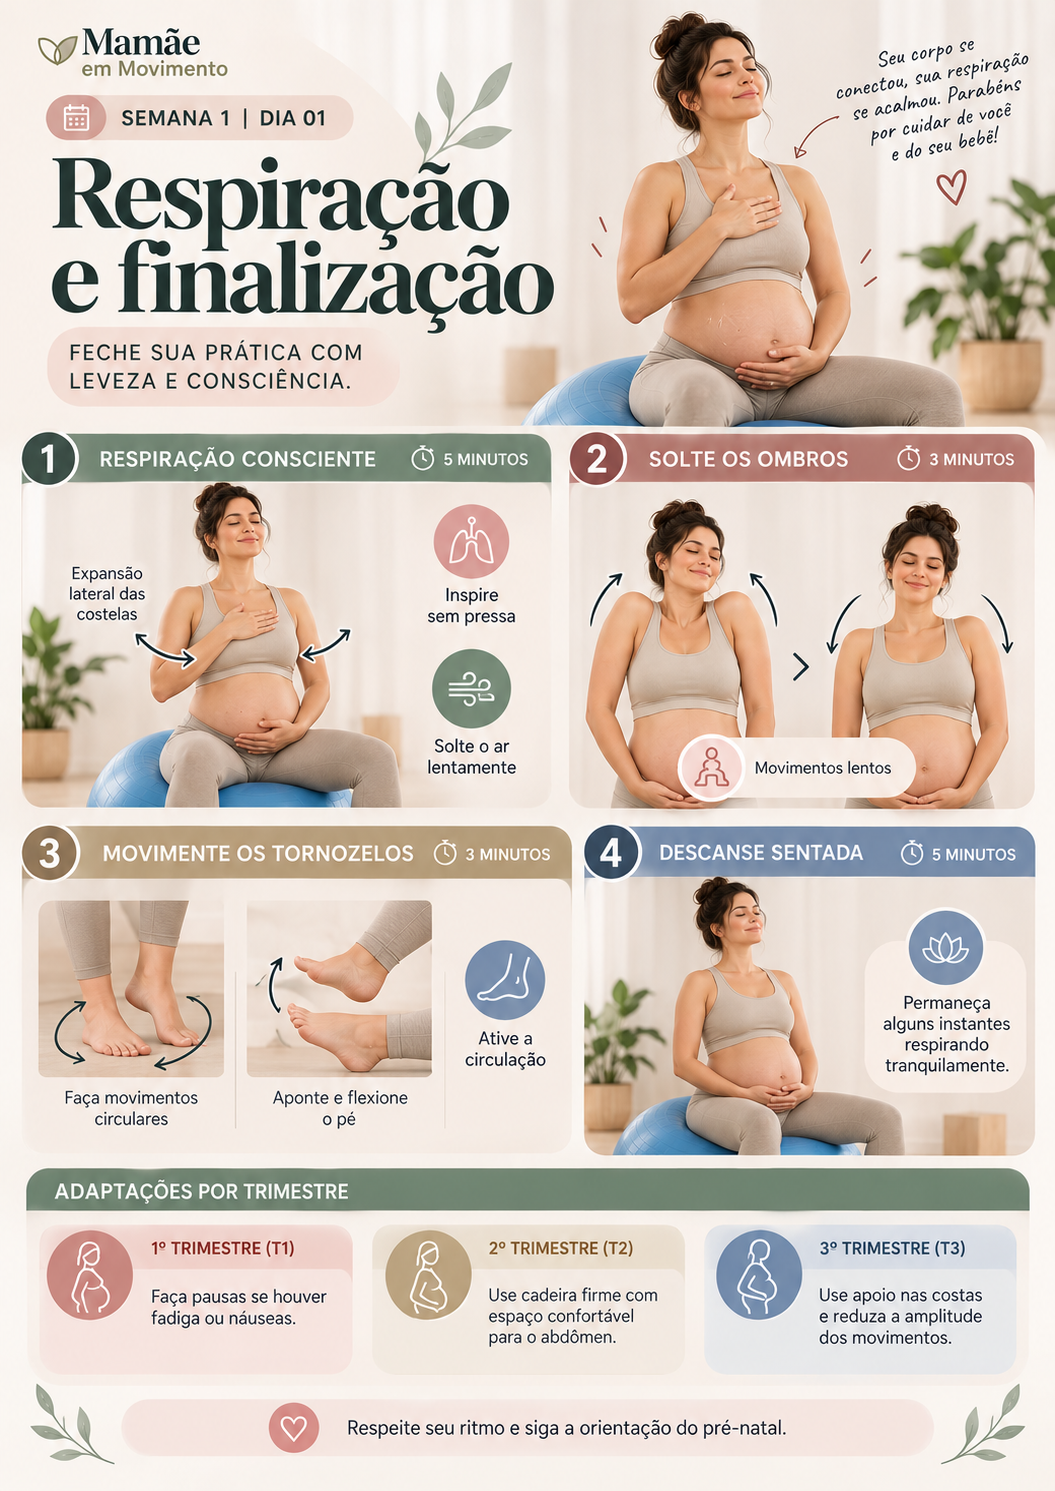 Mamãe
em Movimento
SEMANA 1 | DIA 01
Respiração
e finalização
FECHE SUA PRÁTICA COM
LEVEZA E CONSCIÊNCIA.
Seu corpo se
conectou, sua respiração
se acalmou. Parabéns
por cuidar de você
e do seu bebê!
1 RESPIRAÇÃO CONSCIENTE 5 MINUTOS
Expansão
lateral das
costelas
Inspire
sem pressa
Solte o ar
lentamente
2 SOLTE OS OMBROS 3 MINUTOS
Movimentos lentos
3 MOVIMENTE OS TORNOZELOS 3 MINUTOS
Faça movimentos
circulares
Aponte e flexione
o pé
Ative a
circulação
4 DESCANSE SENTADA 5 MINUTOS
Permaneça
alguns instantes
respirando
tranquilamente.
ADAPTAÇÕES POR TRIMESTRE
1º TRIMESTRE (T1)
Faça pausas se houver
fadiga ou náuseas.
2º TRIMESTRE (T2)
Use cadeira firme com
espaço confortável
para o abdômen.
3º TRIMESTRE (T3)
Use apoio nas costas
e reduza a amplitude
dos movimentos.
Respeite seu ritmo e siga a orientação do pré-natal.